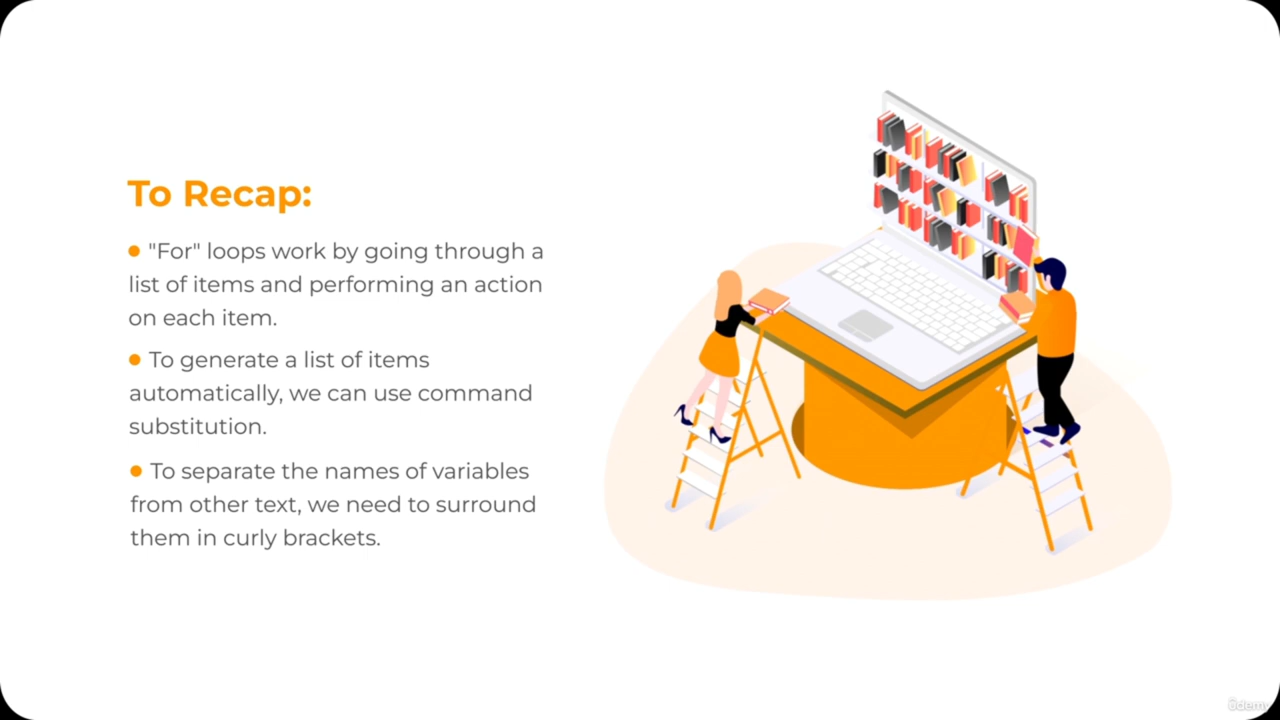 To Recap:
● "For" loops work by going through a
list of items and performing an action
on each item.
● To generate a list of items
automatically, we can use command
substitution.
● To separate the names of variables
from other text, we need to surround
them in curly brackets.
ûdemy